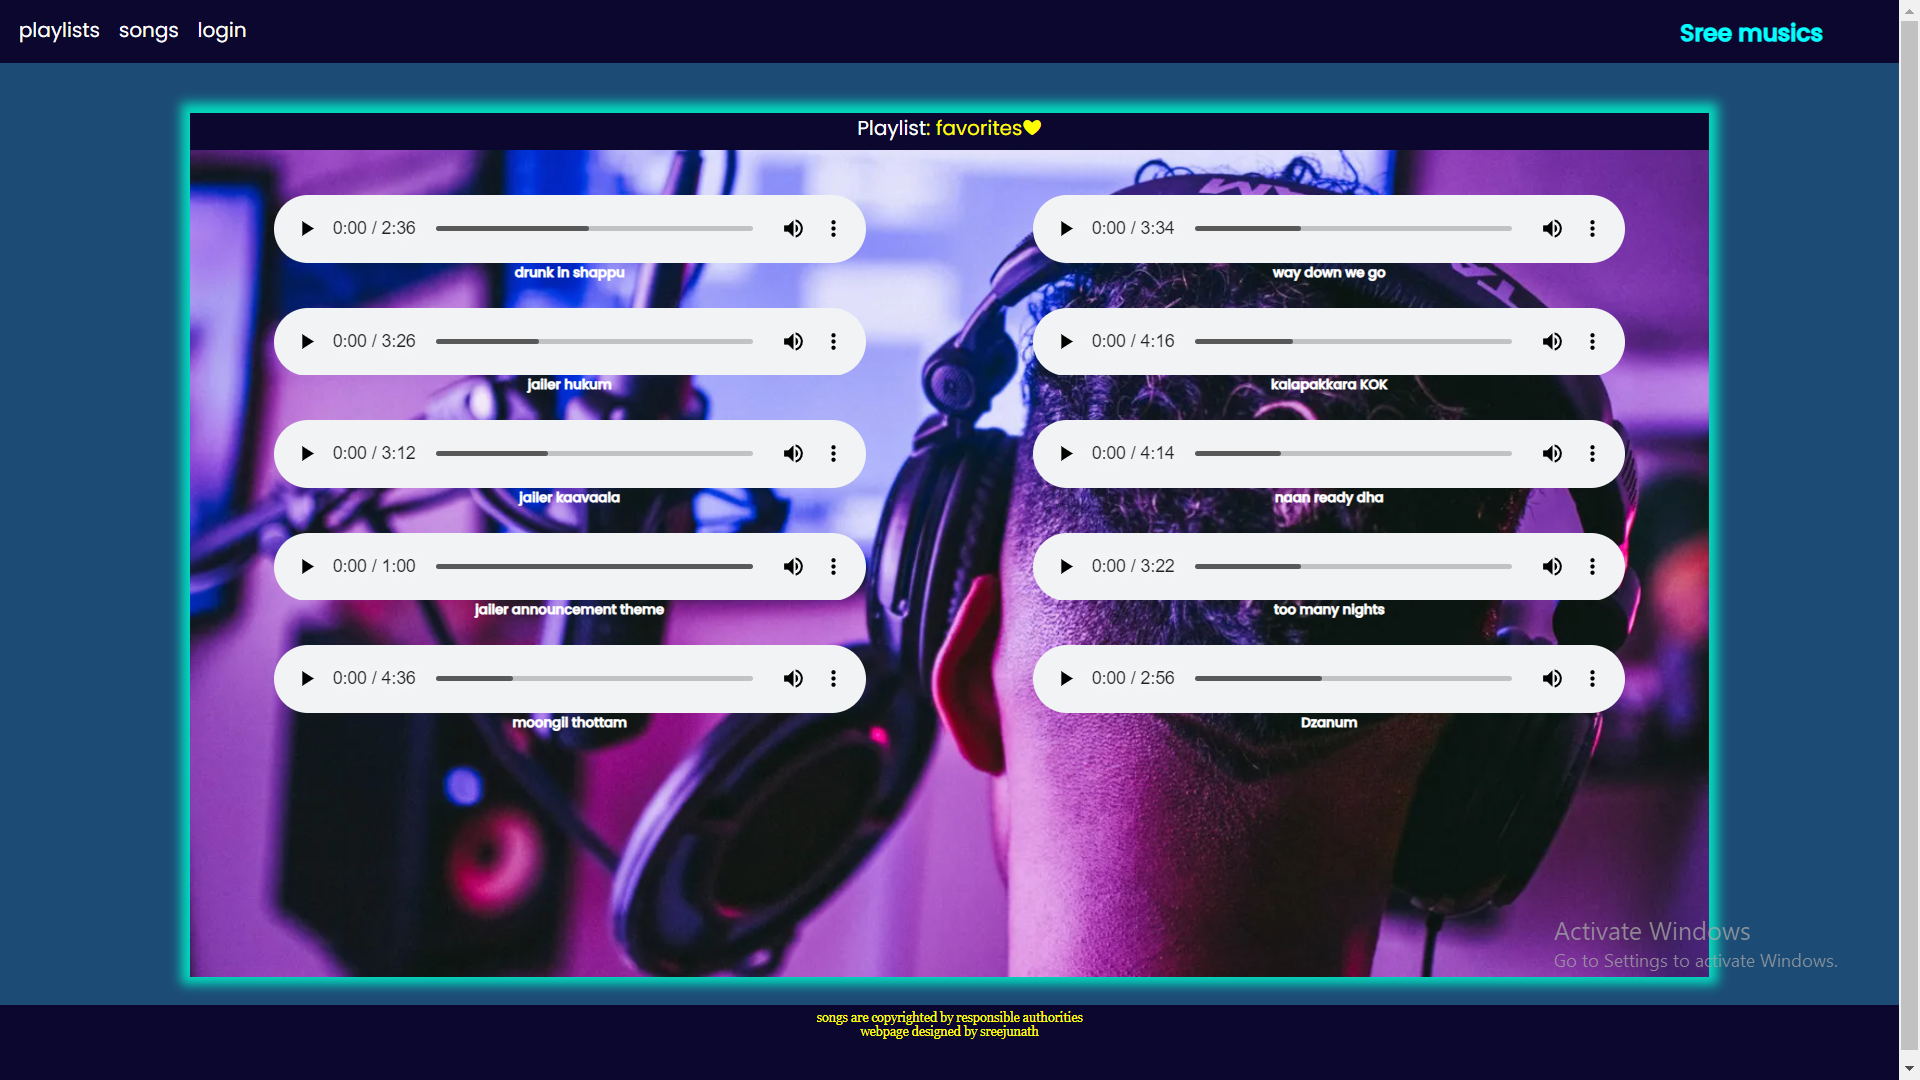 playlists songs login
Sree musics
Playlist: favorites
0:00 / 2:36
drunk in shappu
0:00 / 3:34
way down we go
0:00 / 3:26
jailer hukum
0:00 / 4:16
kalapakkara KOK
0:00 / 3:12
jailer kaavaala
0:00 / 4:14
naan ready dha
0:00 / 1:00
jailer announcement theme
0:00 / 3:22
too many nights
0:00 / 4:36
moongil thottam
0:00 / 2:56
Dzanum
Activate Windows
Go to Settings to activate Windows.
songs are copyrighted by responsible authorities
webpage designed by sreejunath